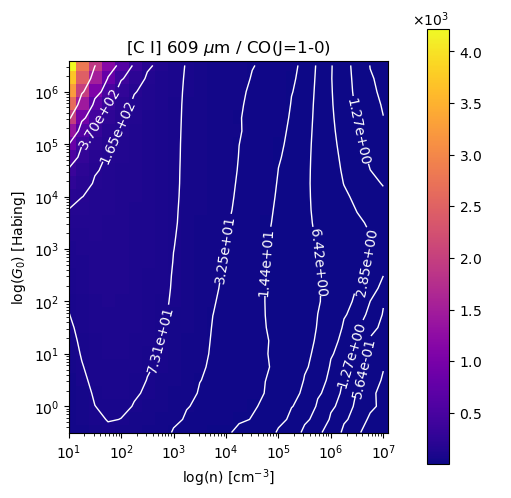 [C I] 609 μm / CO(J=1-0)
×10³
4.0
3.5
3.0
2.5
2.0
1.5
1.0
0.5
log(G₀) [Habing]
10⁶
10⁵
10⁴
10³
10²
10¹
10⁰
3.70e+02
1.65e+02
7.31e+01
3.25e+01
1.44e+01
6.42e+00
1.27e+00
2.85e+00
1.27e+00
5.64e-01
10¹
10²
10³
10⁴
10⁵
10⁶
10⁷
log(n) [cm⁻³]